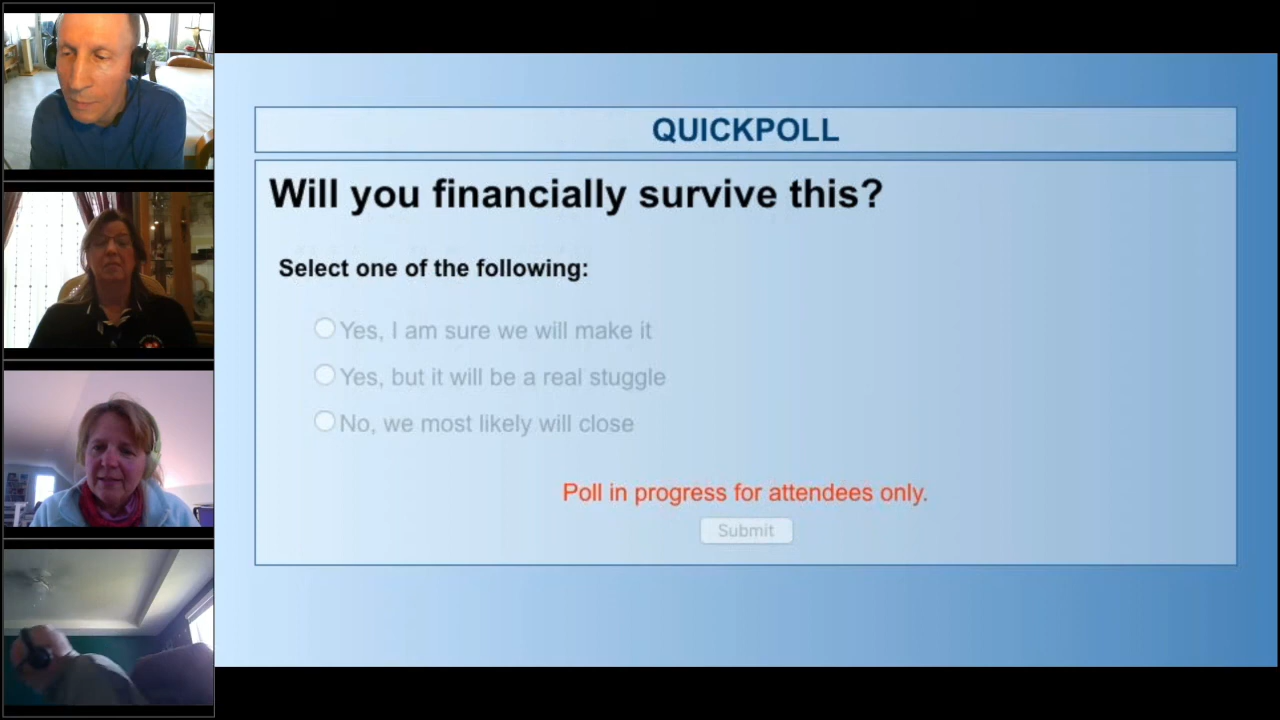 QUICKPOLL
Will you financially survive this?
Select one of the following:
Yes, I am sure we will make it
Yes, but it will be a real stuggle
No, we most likely will close
Poll in progress for attendees only.
Submit